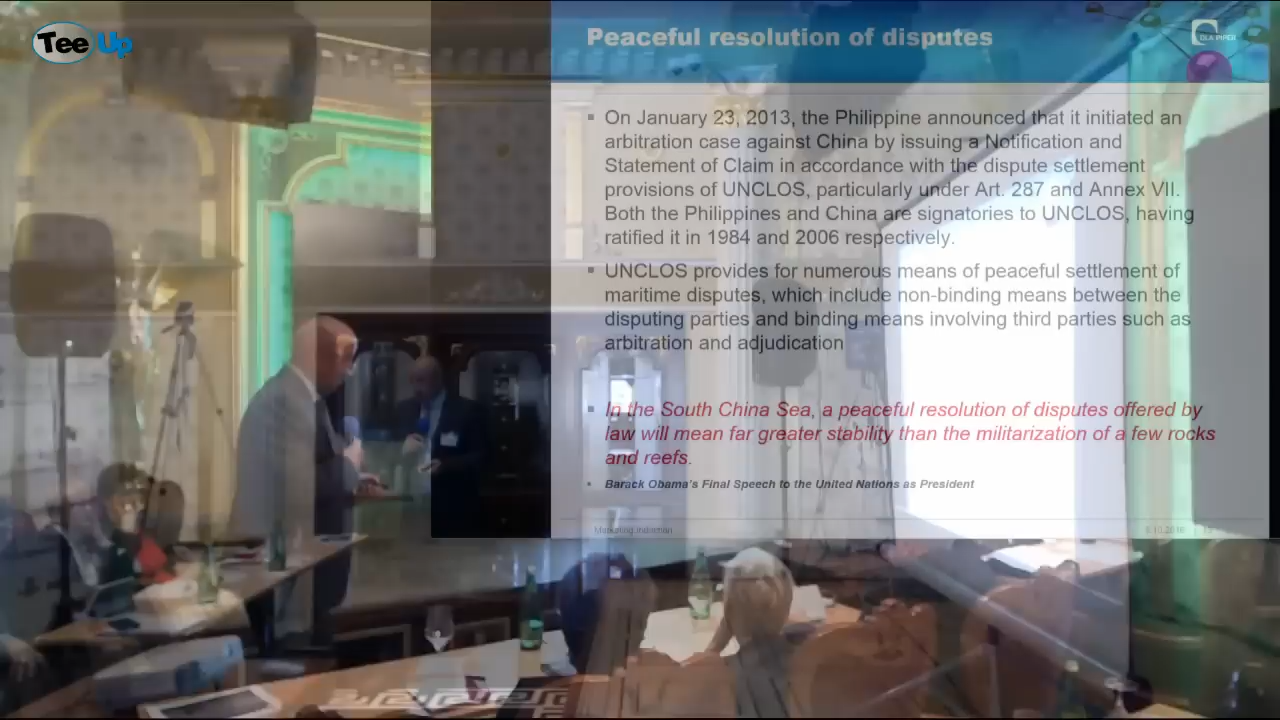 Tee Up
Peaceful resolution of disputes
DLA PIPER
▪ On January 23, 2013, the Philippine announced that it initiated an
arbitration case against China by issuing a Notification and
Statement of Claim in accordance with the dispute settlement
provisions of UNCLOS, particularly under Art. 287 and Annex VII.
Both the Philippines and China are signatories to UNCLOS, having
ratified it in 1984 and 2006 respectively.
▪ UNCLOS provides for numerous means of peaceful settlement of
maritime disputes, which include non-binding means between the
disputing parties and binding means involving third parties such as
arbitration and adjudication
▪ In the South China Sea, a peaceful resolution of disputes offered by
law will mean far greater stability than the militarization of a few rocks
and reefs.
• Barack Obama's Final Speech to the United Nations as President
Marketing Induction